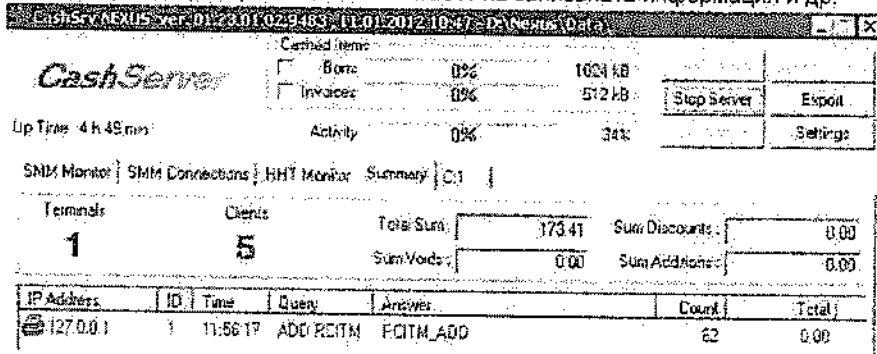 информация и др.
CashSrv NEXUS ver. 01.23.01.02.9483, 11.01.2012 10:47 - D:\Nexus\Data\
CashServer
Cached Items
Bons 0% 1024 kB
Invoices 0% 512 kB
Stop Server Export
Up Time 4 h 49 min
Activity 0% 34%
Settings
SMM Monitor SMM Connections HHT Monitor Summary C:1
Terminals Clients Total Sum: 173.41 Sum Discounts: 0.00
1 5 Sum Voids: 0.00 Sum Additions: 0.00
IP Address ID Time Query Answer Count Total
127.0.0.1 1 11:56:17 ADD RCITM RCITM_ADD 62 0.00